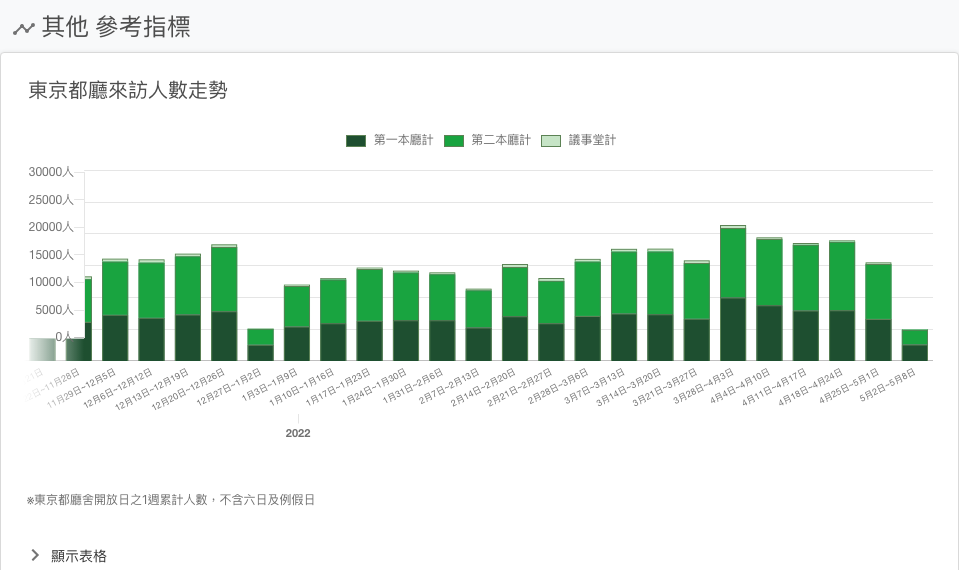 其他 參考指標
東京都廳來訪人數走勢
第一本廳計 第二本廳計 議事堂計
30000人
25000人
20000人
15000人
10000人
5000人
0人
11月29日~12月5日
12月6日~12月12日
12月13日~12月19日
12月20日~12月26日
12月27日~1月2日
1月3日~1月9日
1月10日~1月16日
1月17日~1月23日
1月24日~1月30日
1月31日~2月6日
2月7日~2月13日
2月14日~2月20日
2月21日~2月27日
2月28日~3月6日
3月7日~3月13日
3月14日~3月20日
3月21日~3月27日
3月28日~4月3日
4月4日~4月10日
4月11日~4月17日
4月18日~4月24日
4月25日~5月1日
5月2日~5月8日
2022
※東京都廳舍開放日之1週累計人數，不含六日及例假日
顯示表格